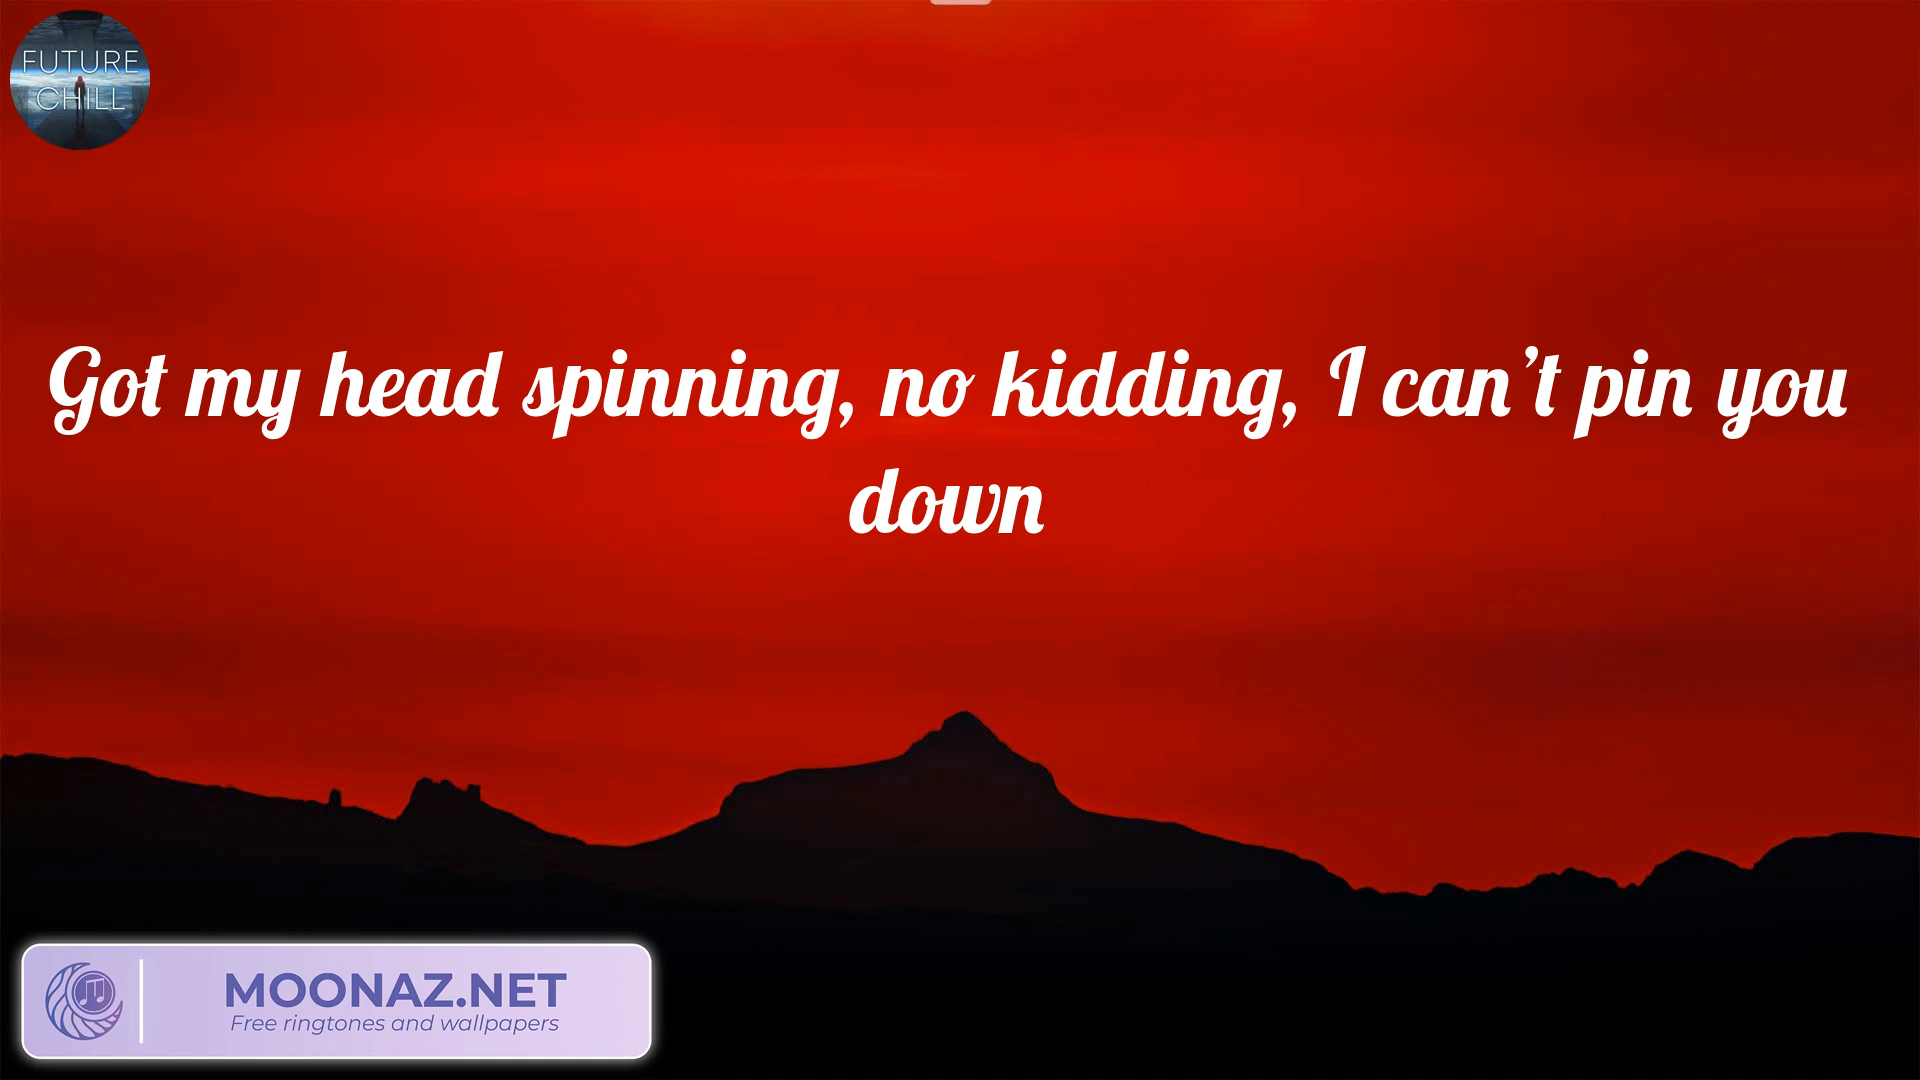 FUTURE
CHILL
Got my head spinning, no kidding, I can’t pin you
down
MOONAZ.NET
Free ringtones and wallpapers